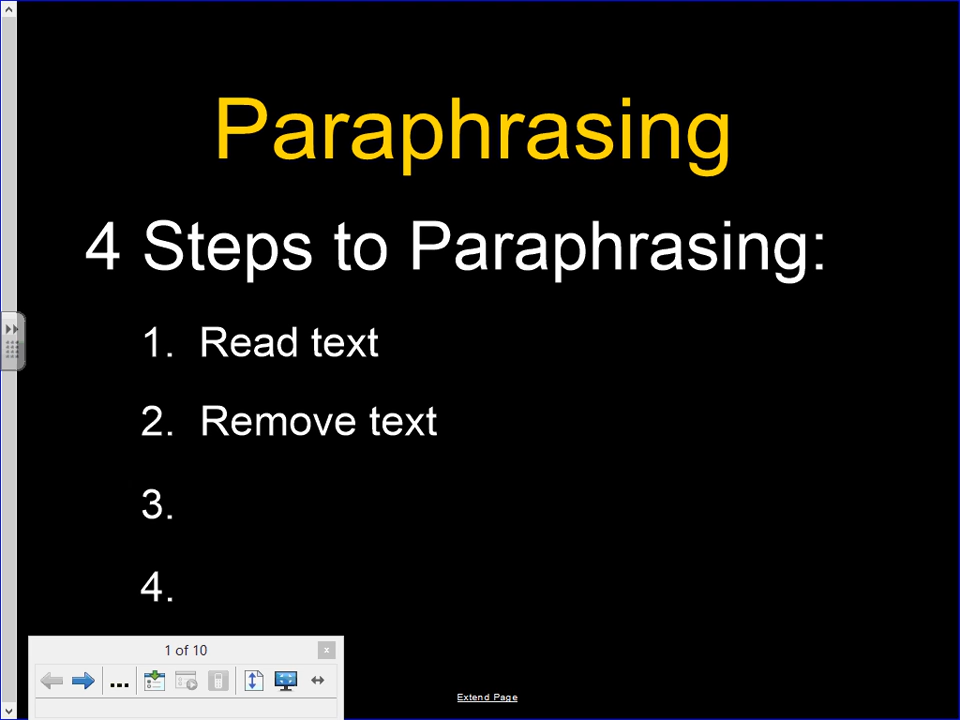 Paraphrasing
4 Steps to Paraphrasing:
1. Read text
2. Remove text
3.
4.
1 of 10
x
...
Extend Page